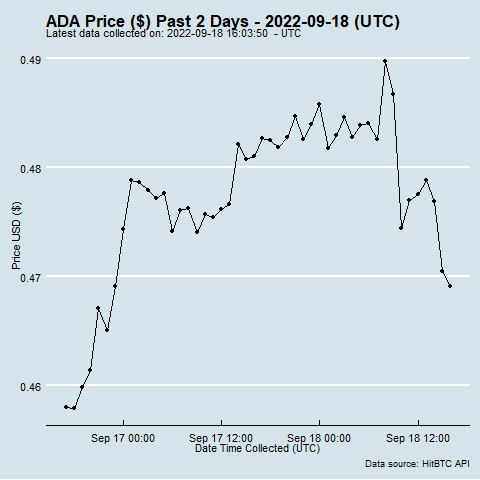 ADA Price ($) Past 2 Days - 2022-09-18 (UTC)
Latest data collected on: 2022-09-18 16:03:50  - UTC
0.49
0.48
0.47
0.46
Price USD ($)
Sep 17 00:00 Sep 17 12:00 Sep 18 00:00 Sep 18 12:00
Date Time Collected (UTC)
Data source: HitBTC API